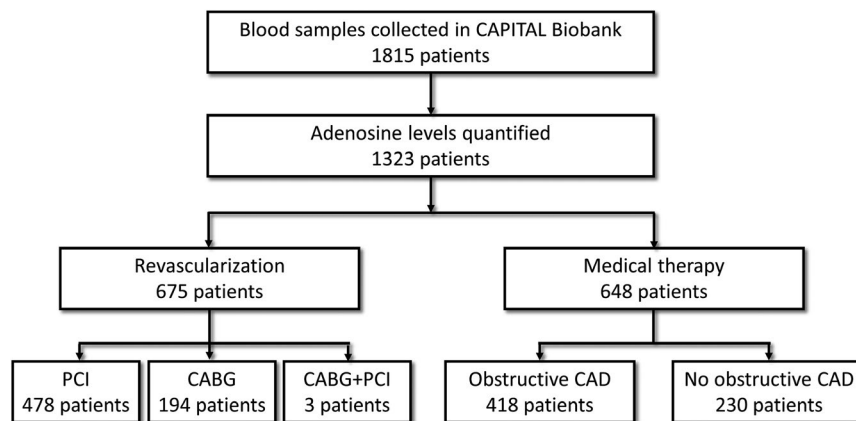 Blood samples collected in CAPITAL Biobank
1815 patients
Adenosine levels quantified
1323 patients
Revascularization
675 patients
Medical therapy
648 patients
PCI
478 patients
CABG
194 patients
CABG+PCI
3 patients
Obstructive CAD
418 patients
No obstructive CAD
230 patients